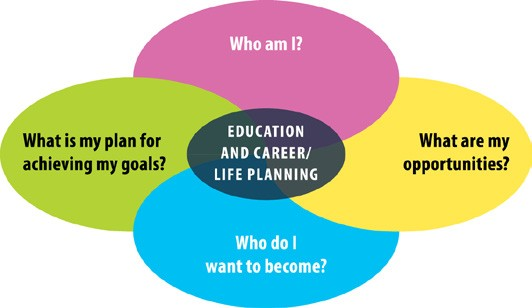 Who am I?
What is my plan for
achieving my goals?
EDUCATION
AND CAREER/
LIFE PLANNING
What are my
opportunities?
Who do I
want to become?